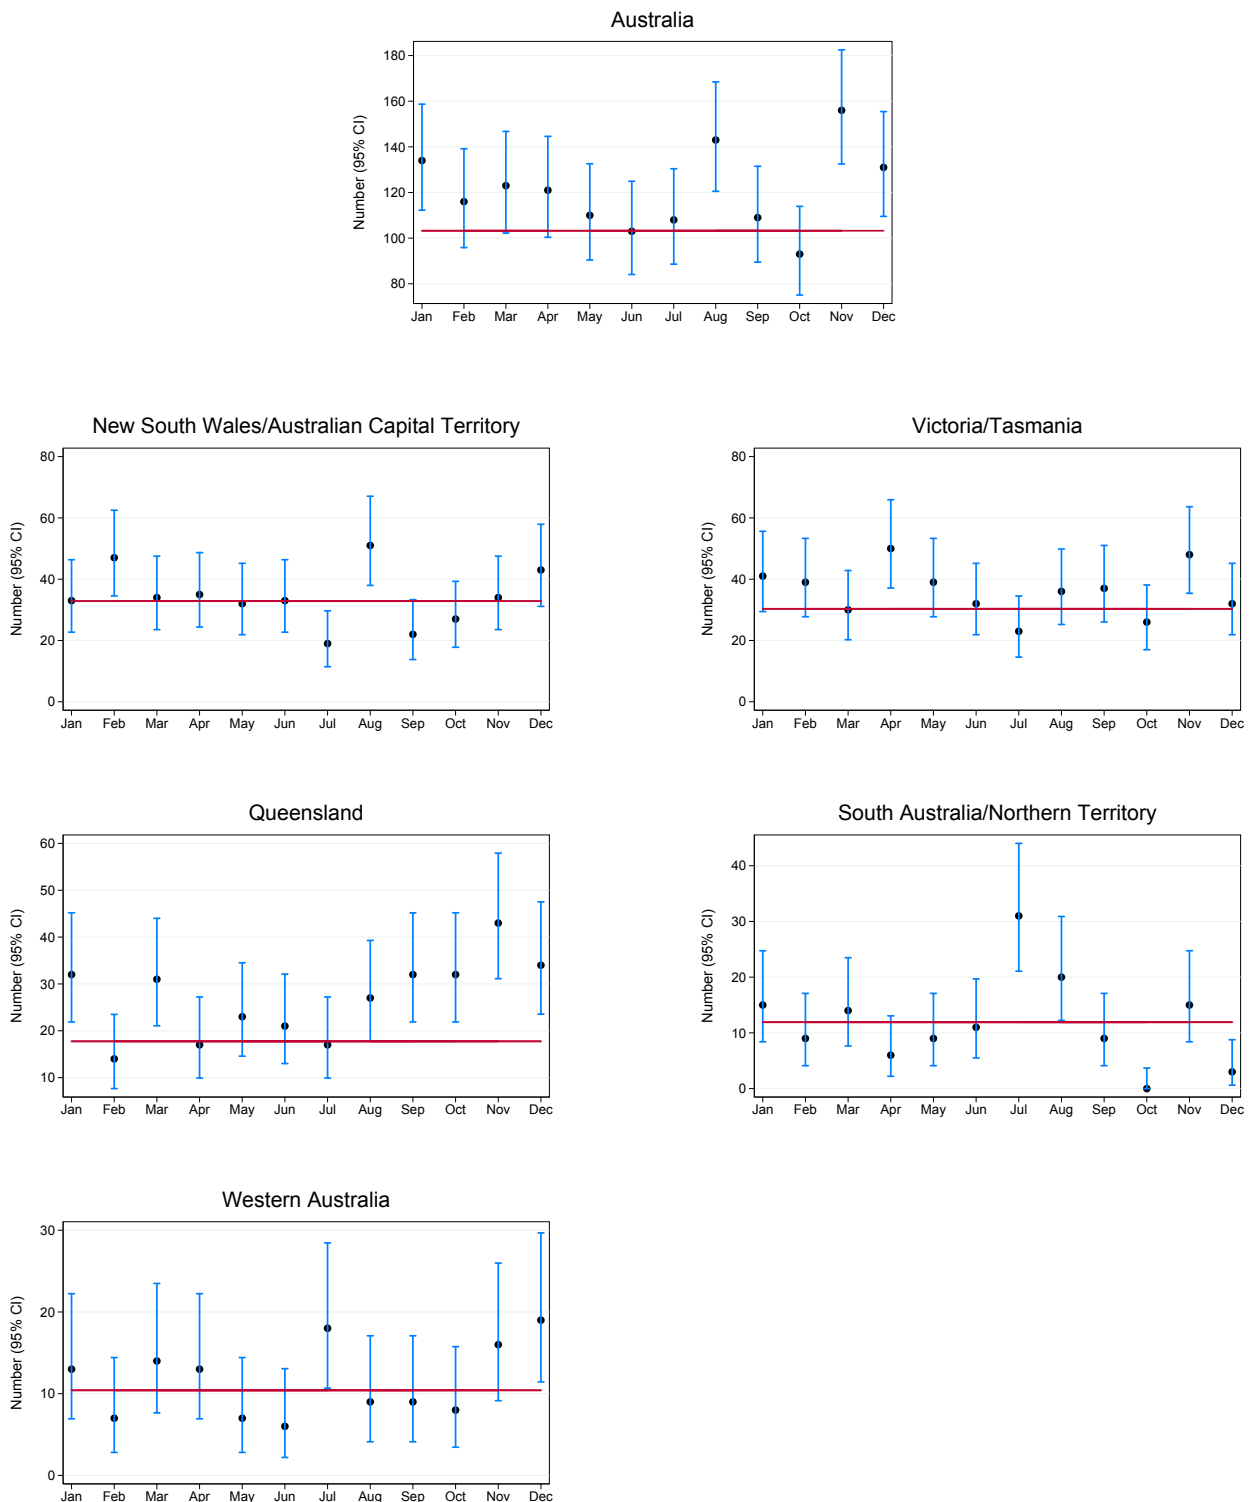 Australia
Number (95% CI)
180
160
140
120
100
80
Jan Feb Mar Apr May Jun Jul Aug Sep Oct Nov Dec
New South Wales/Australian Capital Territory
Number (95% CI)
80
60
40
20
0
Jan Feb Mar Apr May Jun Jul Aug Sep Oct Nov Dec
Victoria/Tasmania
Number (95% CI)
80
60
40
20
0
Jan Feb Mar Apr May Jun Jul Aug Sep Oct Nov Dec
Queensland
Number (95% CI)
60
50
40
30
20
10
Jan Feb Mar Apr May Jun Jul Aug Sep Oct Nov Dec
South Australia/Northern Territory
Number (95% CI)
40
30
20
10
0
Jan Feb Mar Apr May Jun Jul Aug Sep Oct Nov Dec
Western Australia
Number (95% CI)
30
20
10
0
Jan Feb Mar Apr May Jun Jul Aug Sep Oct Nov Dec